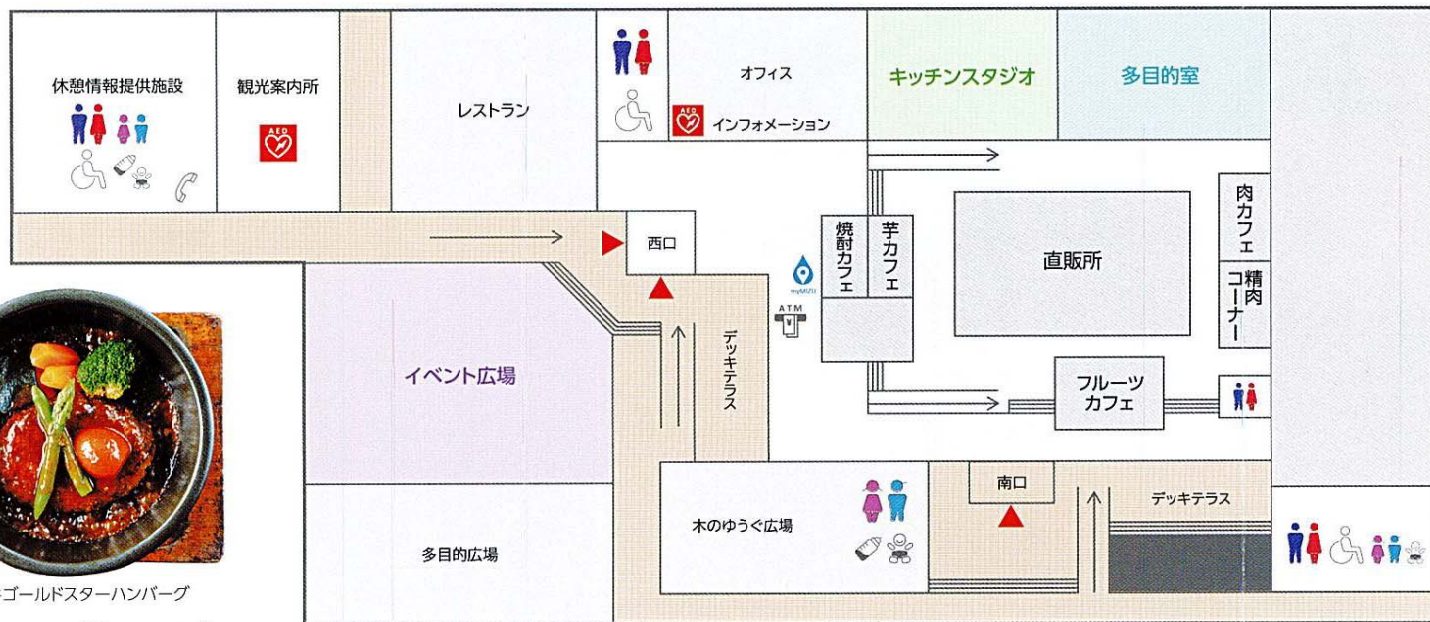 休憩情報提供施設
観光案内所
AED
レストラン
オフィス
AED
インフォメーション
キッチンスタジオ
多目的室
西口
焼酎カフェ
芋カフェ
直販所
肉カフェ
精肉
コーナー
myMIZU
ATM
¥
デッキテラス
イベント広場
フルーツ
カフェ
多目的広場
木のゆうぐ広場
南口
デッキテラス
ゴールドスターハンバーグ